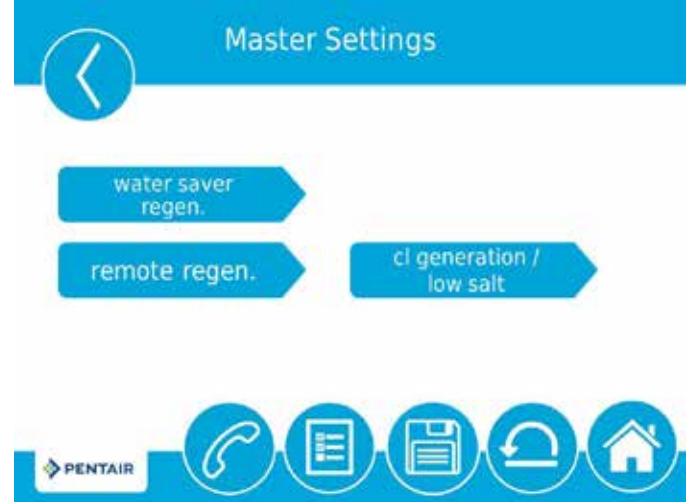 Master Settings
water saver
regen.
remote regen.
cl generation /
low salt
PENTAIR